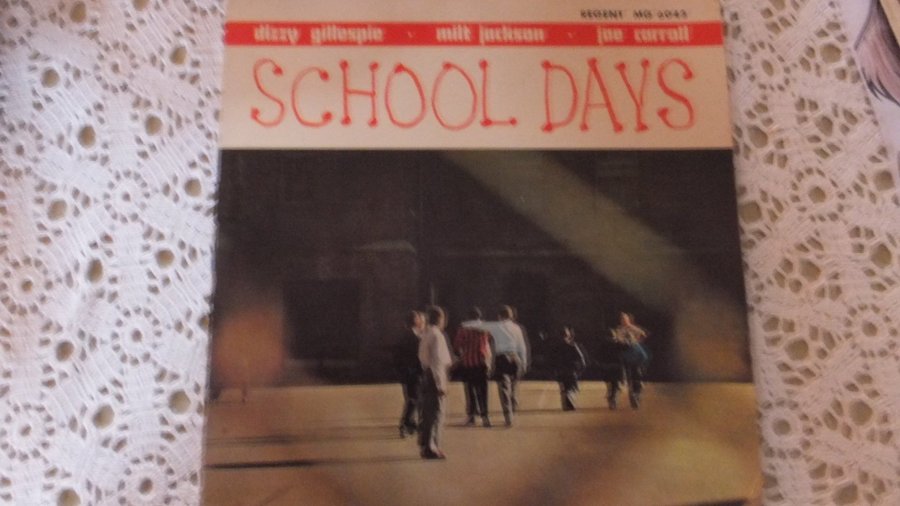 REGENT MG 6043
dizzy gillespie · milt jackson · joe carroll
SCHOOL DAYS